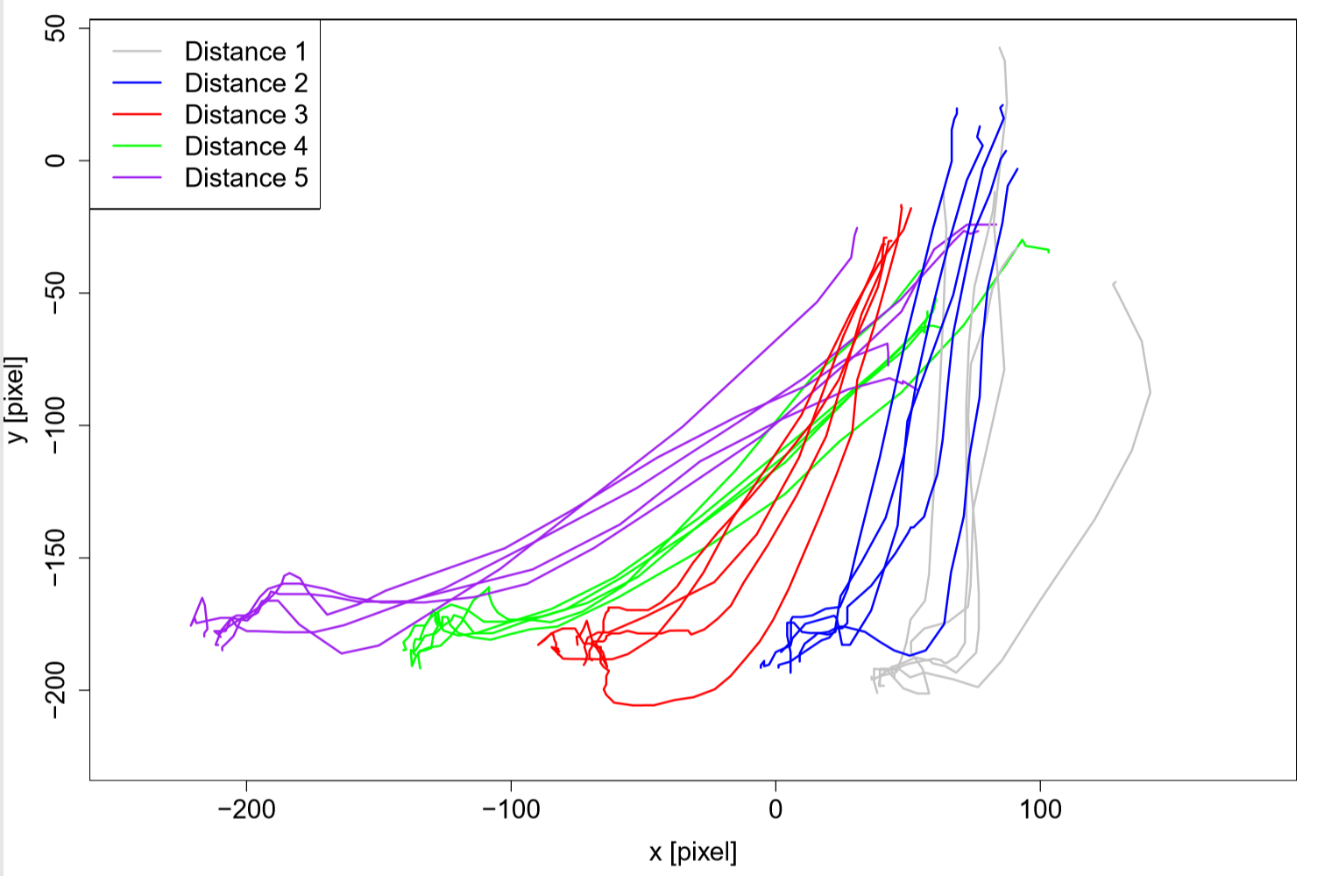 Distance 1
Distance 2
Distance 3
Distance 4
Distance 5
50
0
−50
−100
−150
−200
y [pixel]
−200 −100 0 100
x [pixel]